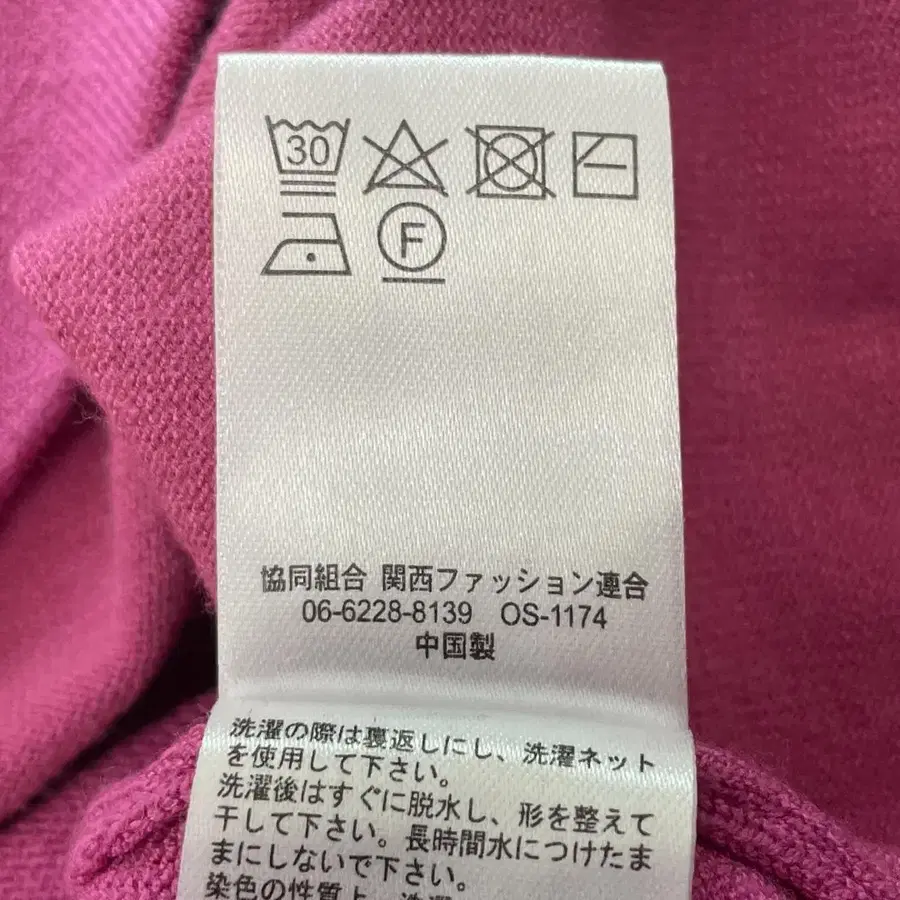 30
F
協同組合 関西ファッション連合
06-6228-8139 OS-1174
中国製
洗濯の際は裏返しにし、洗濯ネット
を使用して下さい。
洗濯後はすぐに脱水し、形を整えて
干して下さい。長時間水につけたま
まにしないで下さい。
染色の性質上、洗濯